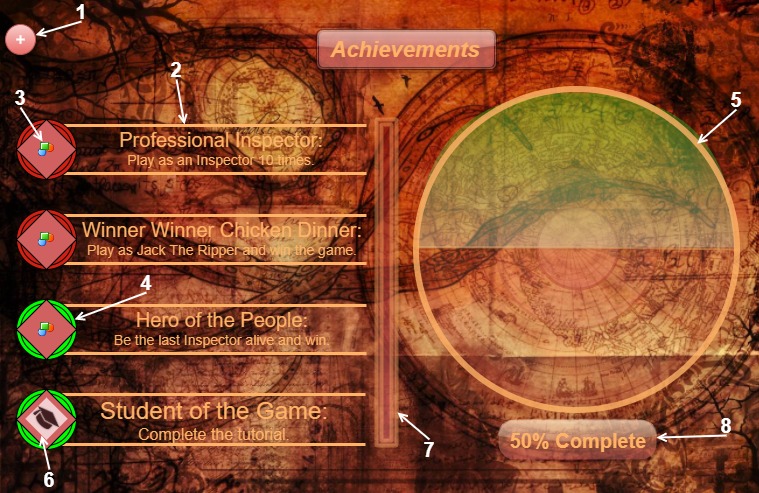 1
+
Achievements
2
3
5
Professional Inspector:
Play as an Inspector 10 times.
Winner Winner Chicken Dinner:
Play as Jack The Ripper and win the game.
4
Hero of the People:
Be the last Inspector alive and win.
Student of the Game:
Complete the tutorial.
6
7
8
50% Complete